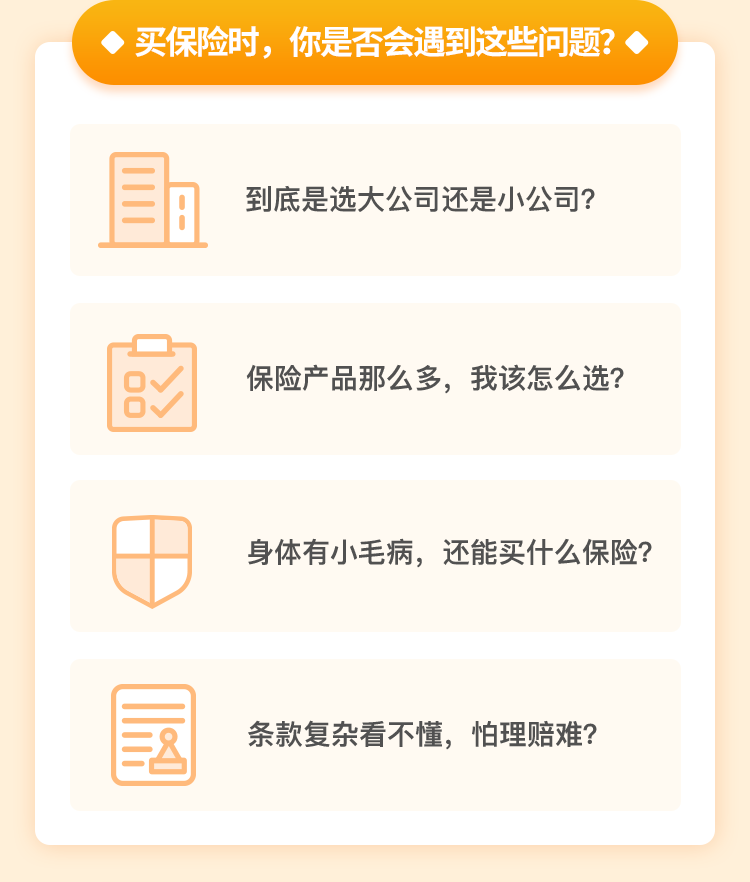 买保险时，你是否会遇到这些问题？
到底是选大公司还是小公司？
保险产品那么多，我该怎么选？
身体有小毛病，还能买什么保险？
条款复杂看不懂，怕理赔难？